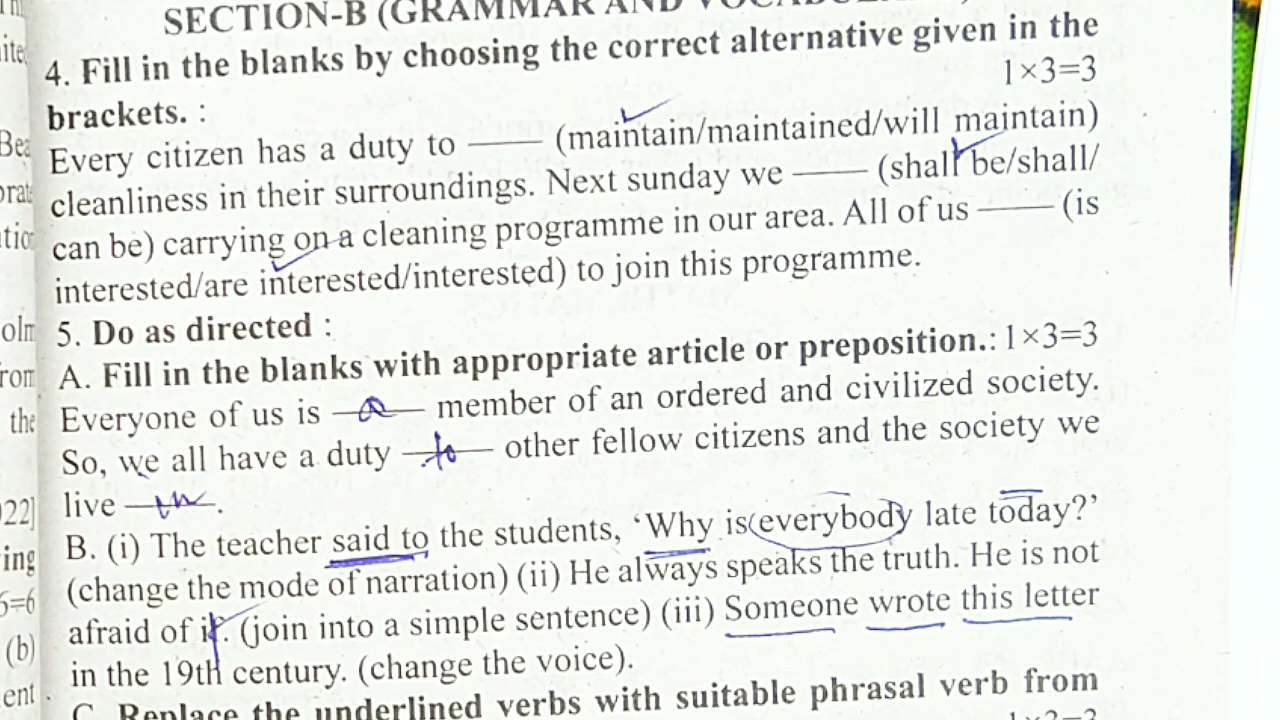 SECTION-B (GRAMMAR AND
4. Fill in the blanks by choosing the correct alternative given in the
brackets. : 1×3=3
Every citizen has a duty to —— (maintain/maintained/will maintain)
cleanliness in their surroundings. Next sunday we —— (shall be/shall/
can be) carrying on a cleaning programme in our area. All of us —— (is
interested/are interested/interested) to join this programme.
5. Do as directed :
A. Fill in the blanks with appropriate article or preposition.: 1×3=3
Everyone of us is a member of an ordered and civilized society.
So, we all have a duty to other fellow citizens and the society we
live in.
B. (i) The teacher said to the students, ‘Why is everybody late today?’
(change the mode of narration) (ii) He always speaks the truth. He is not
afraid of it. (join into a simple sentence) (iii) Someone wrote this letter
in the 19th century. (change the voice).
C. Replace the underlined verbs with suitable phrasal verb from